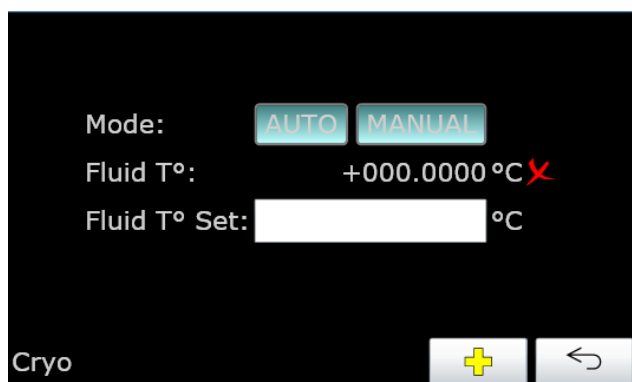 Mode: AUTO MANUAL
Fluid T°: +000.0000 °C
Fluid T° Set: °C
Cryo